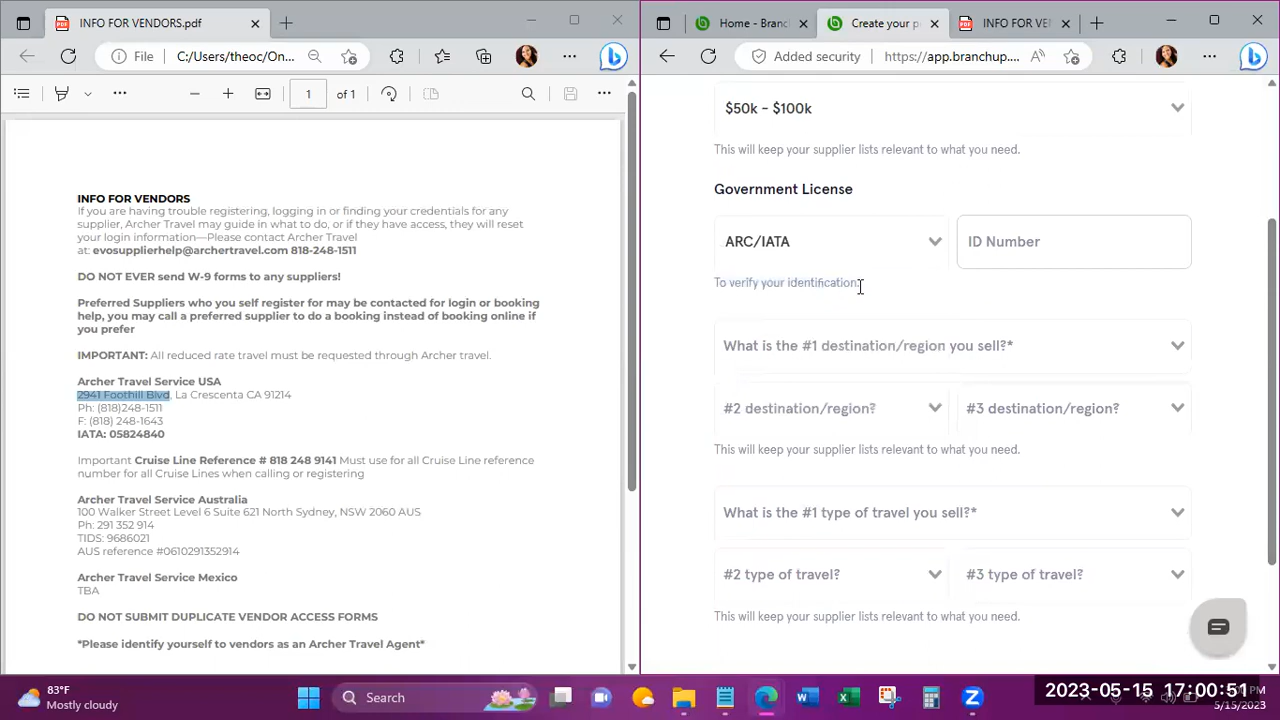 INFO FOR VENDORS.pdf
Home - Branc
Create your p
INFO FOR VE
File
C:/Users/theoc/On...
Added security
https://app.branchup....
1
of 1
INFO FOR VENDORS
If you are having trouble registering, logging in or finding your credentials for any
supplier, Archer Travel may guide in what to do, or if they have access, they will reset
your login information—Please contact Archer Travel
at: evosupplierhelp@archertravel.com 818-248-1511
DO NOT EVER send W-9 forms to any suppliers!
Preferred Suppliers who you self register for may be contacted for login or booking
help, you may call a preferred supplier to do a booking instead of booking online if
you prefer
IMPORTANT: All reduced rate travel must be requested through Archer travel.
Archer Travel Service USA
2941 Foothill Blvd, La Crescenta CA 91214
Ph: (818)248-1511
F: (818) 248-1643
IATA: 05824840
Important Cruise Line Reference # 818 248 9141 Must use for all Cruise Line reference
number for all Cruise Lines when calling or registering
Archer Travel Service Australia
100 Walker Street Level 6 Suite 621 North Sydney, NSW 2060 AUS
Ph: 291 352 914
TIDS: 9686021
AUS reference #0610291352914
Archer Travel Service Mexico
TBA
DO NOT SUBMIT DUPLICATE VENDOR ACCESS FORMS
*Please identify yourself to vendors as an Archer Travel Agent*
$50k - $100k
This will keep your supplier lists relevant to what you need.
Government License
ARC/IATA
ID Number
To verify your identification.
What is the #1 destination/region you sell?*
#2 destination/region?
#3 destination/region?
This will keep your supplier lists relevant to what you need.
What is the #1 type of travel you sell?*
#2 type of travel?
#3 type of travel?
This will keep your supplier lists relevant to what you need.
83°F
Mostly cloudy
Search
2023-05-15 17:00:51
5/15/2023